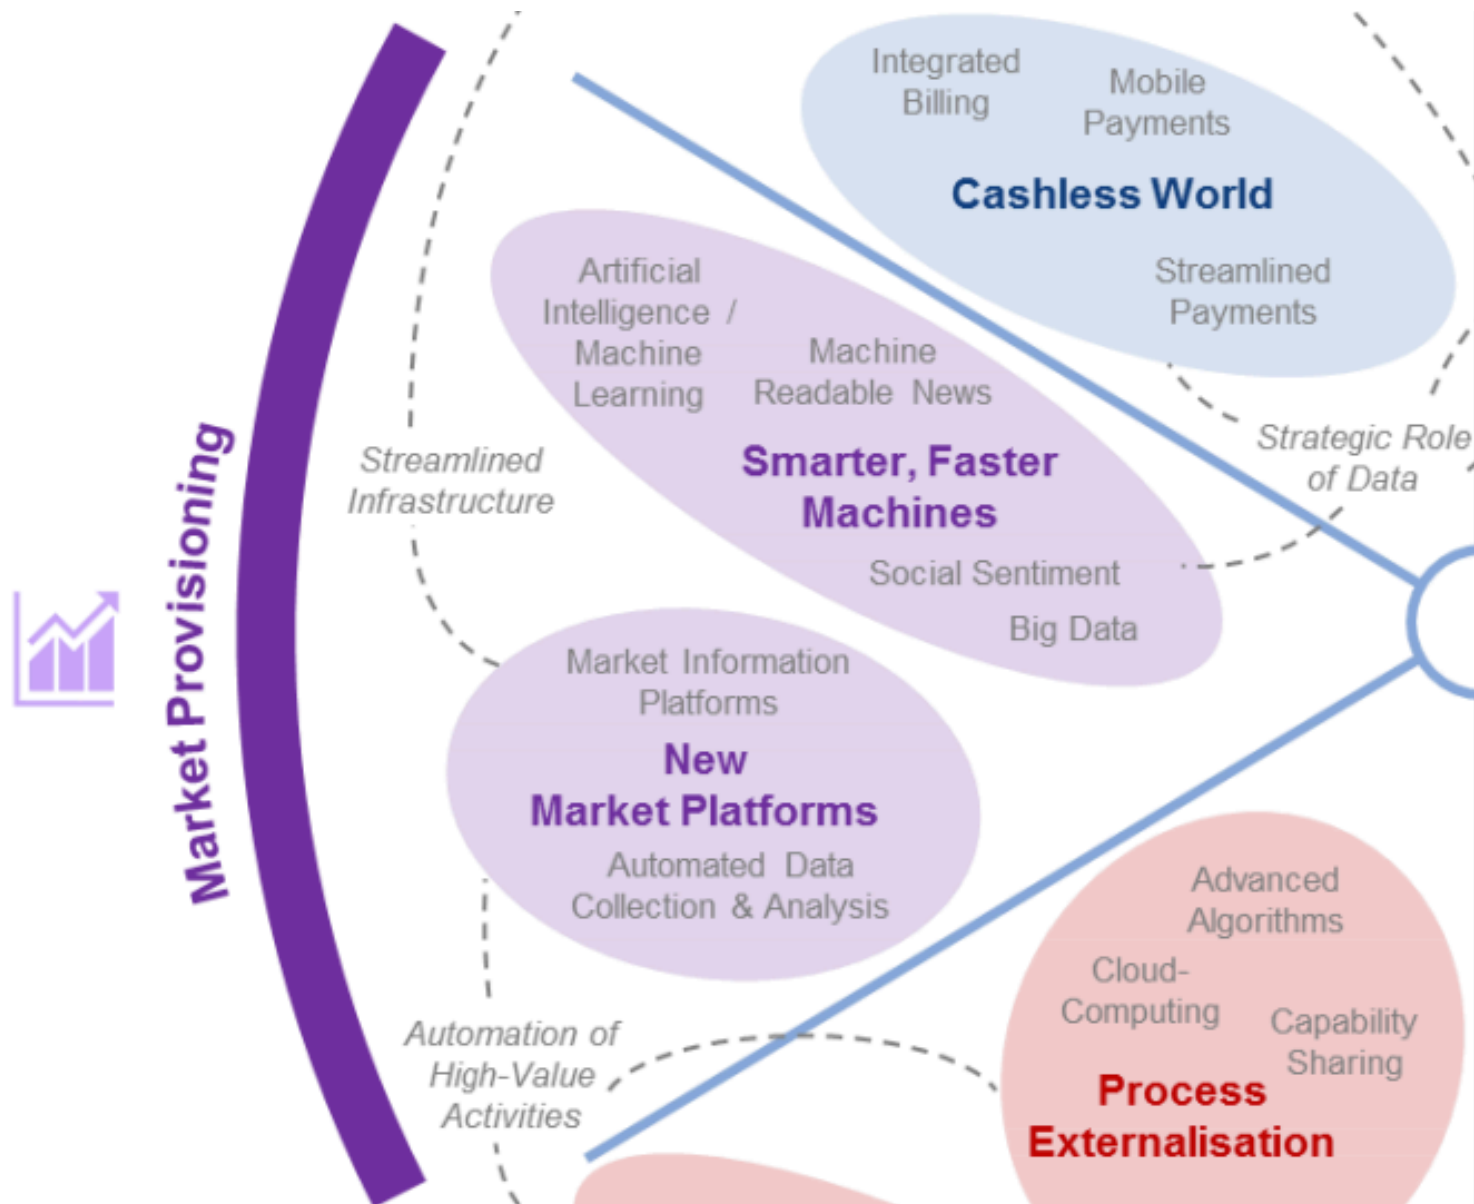 Integrated
Billing
Mobile
Payments
Cashless World
Streamlined
Payments
Artificial
Intelligence /
Machine
Learning
Machine
Readable News
Smarter, Faster
Machines
Social Sentiment
Big Data
Strategic Role
of Data
Streamlined
Infrastructure
Market Provisioning
Market Information
Platforms
New
Market Platforms
Automated Data
Collection & Analysis
Automation of
High-Value
Activities
Advanced
Algorithms
Cloud-
Computing
Capability
Sharing
Process
Externalisation